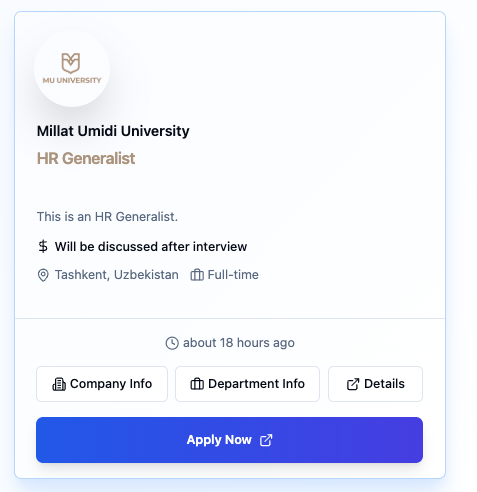 MU UNIVERSITY
Millat Umidi University
HR Generalist
This is an HR Generalist.
Will be discussed after interview
Tashkent, Uzbekistan Full-time
about 18 hours ago
Company Info Department Info Details
Apply Now